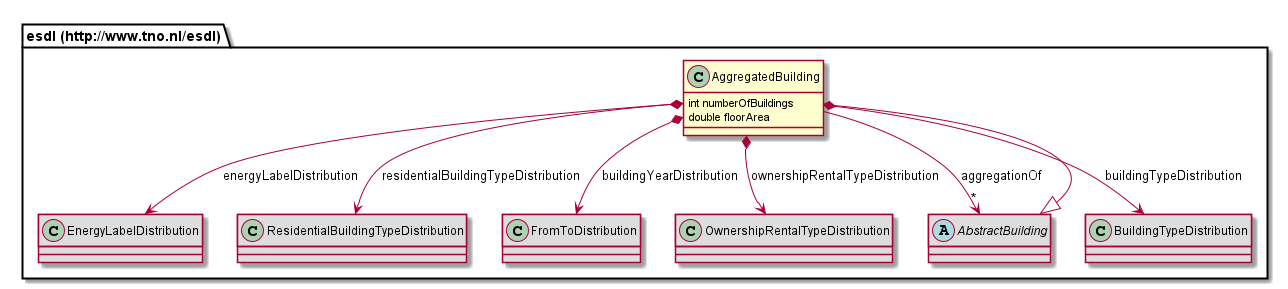 esdl (http://www.tno.nl/esdl)
C AggregatedBuilding
int numberOfBuildings
double floorArea
energyLabelDistribution
residentialBuildingTypeDistribution
buildingYearDistribution
ownershipRentalTypeDistribution
aggregationOf
buildingTypeDistribution
*
C EnergyLabelDistribution
C ResidentialBuildingTypeDistribution
C FromToDistribution
C OwnershipRentalTypeDistribution
A AbstractBuilding
C BuildingTypeDistribution